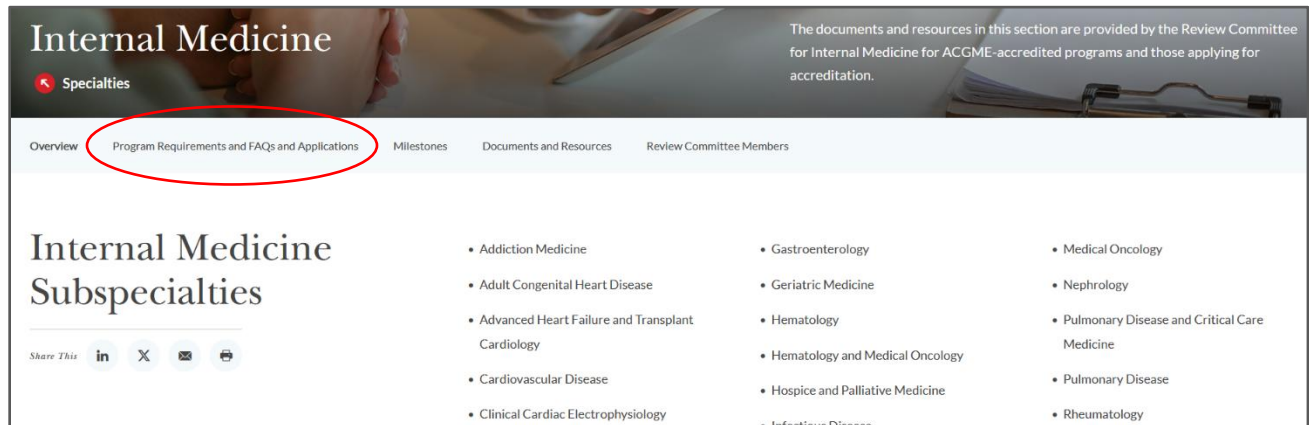 Internal Medicine
Specialties
The documents and resources in this section are provided by the Review Committee
for Internal Medicine for ACGME-accredited programs and those applying for
accreditation.
Overview Program Requirements and FAQs and Applications Milestones Documents and Resources Review Committee Members
Internal Medicine
Subspecialties
Share This in X
• Addiction Medicine
• Adult Congenital Heart Disease
• Advanced Heart Failure and Transplant
Cardiology
• Cardiovascular Disease
• Clinical Cardiac Electrophysiology
• Gastroenterology
• Geriatric Medicine
• Hematology
• Hematology and Medical Oncology
• Hospice and Palliative Medicine
• Infectious Disease
• Medical Oncology
• Nephrology
• Pulmonary Disease and Critical Care
Medicine
• Pulmonary Disease
• Rheumatology